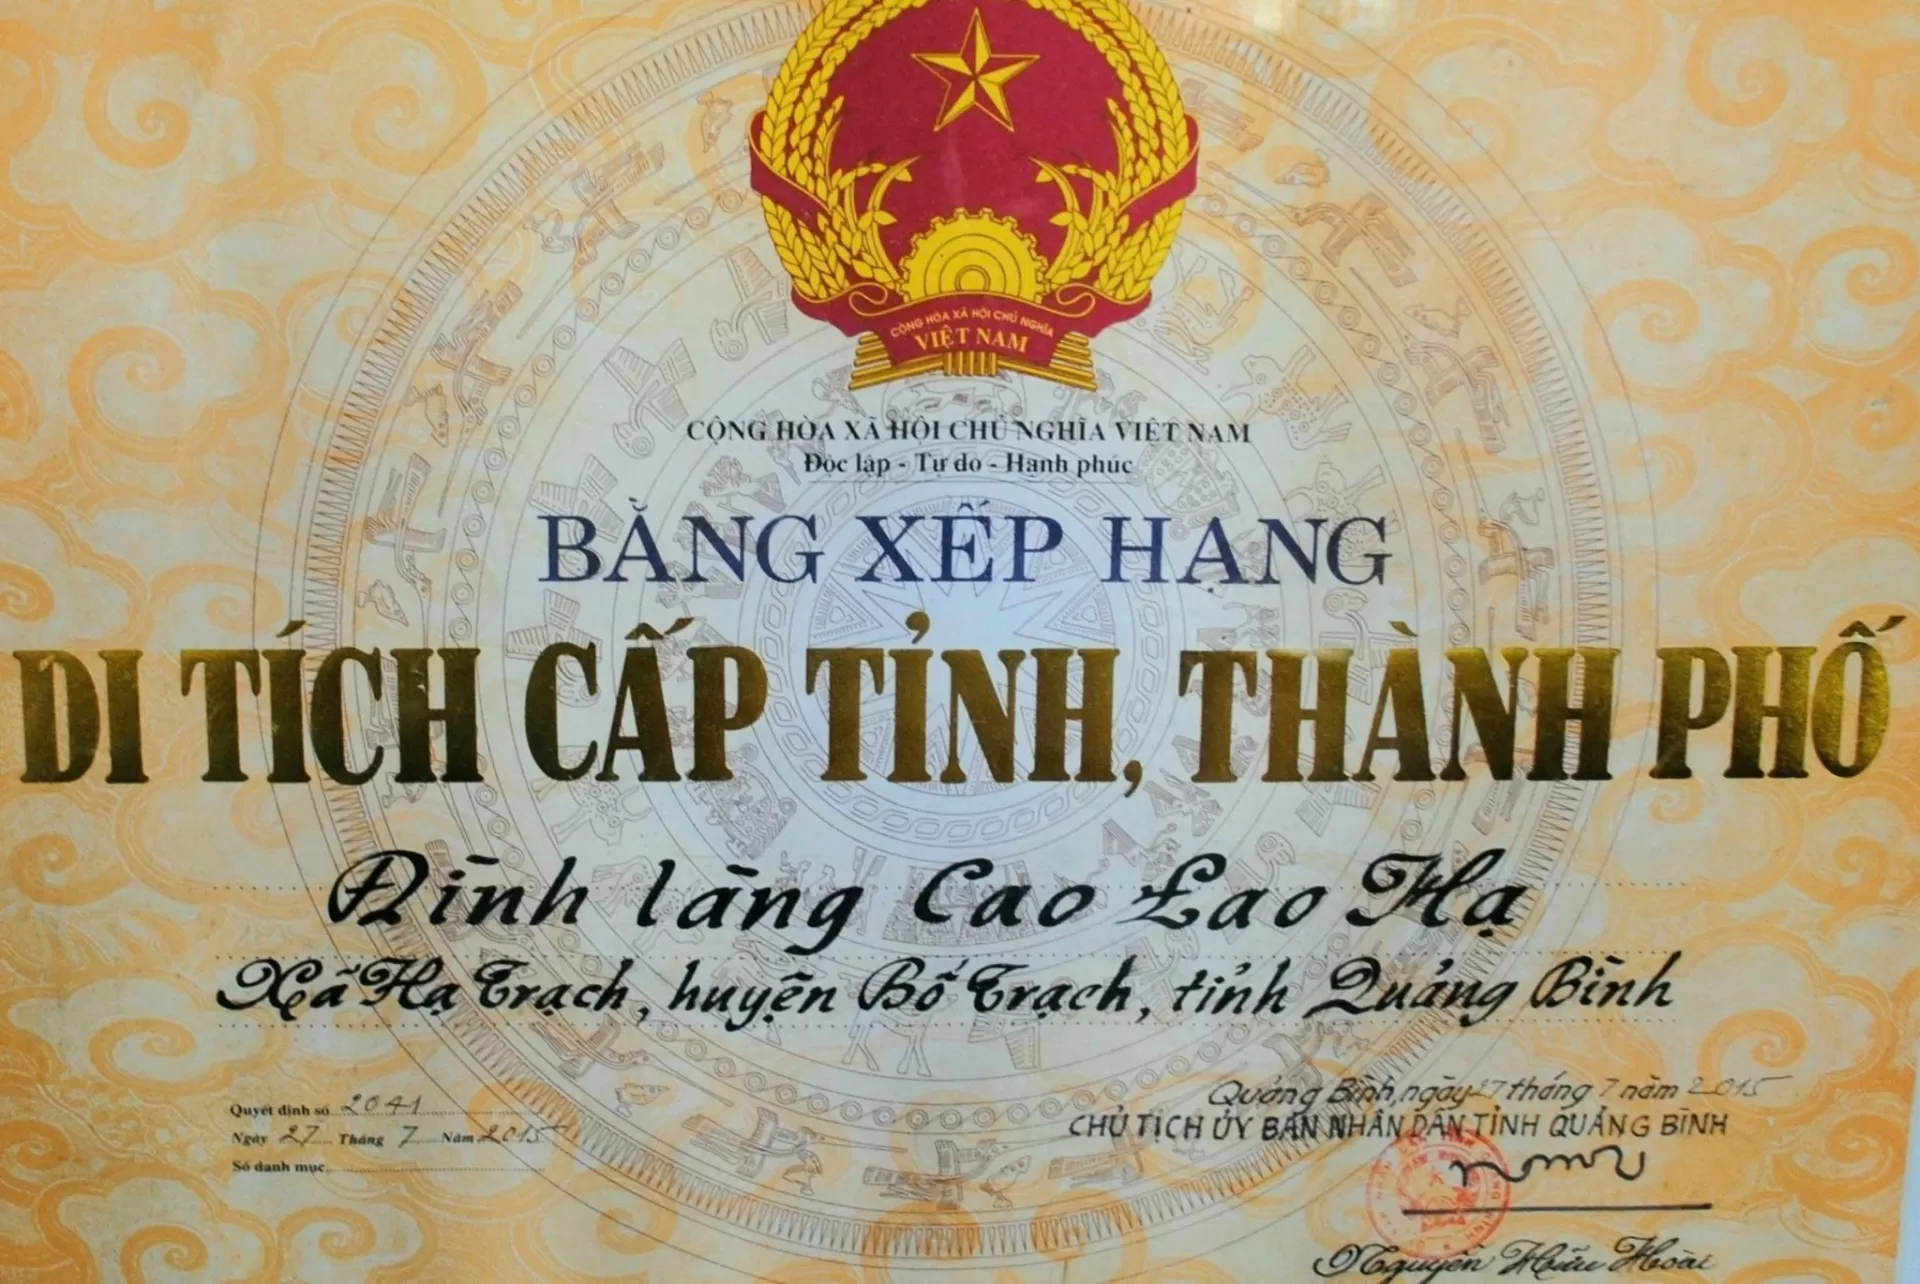 CỘNG HÒA XÃ HỘI CHỦ NGHĨA
VIỆT NAM
CỘNG HÒA XÃ HỘI CHỦ NGHĨA VIỆT NAM
Độc lập - Tự do - Hạnh phúc
BẰNG XẾP HẠNG
DI TÍCH CẤP TỈNH, THÀNH PHỐ
Đình làng Cao Lao Hạ
Xã Hạ Trạch, huyện Bố Trạch, tỉnh Quảng Bình
Quảng Bình, ngày 27 tháng 7 năm 2015
CHỦ TỊCH ỦY BAN NHÂN DÂN TỈNH QUẢNG BÌNH
Quyết định số 2041
Ngày 27 Tháng 7 Năm 2015
Số danh mục
Nguyễn Hữu Hoài